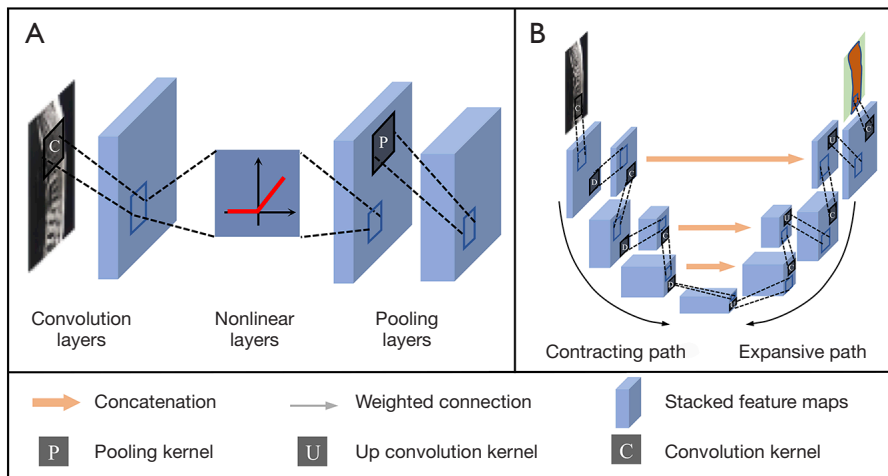 A
C
P
Convolution
layers
Nonlinear
layers
Pooling
layers
B
C
C
U
C
D
C
D
C
U
C
D
C
Contracting path
Expansive path
Concatenation
Weighted connection
Stacked feature maps
P Pooling kernel
U Up convolution kernel
C Convolution kernel